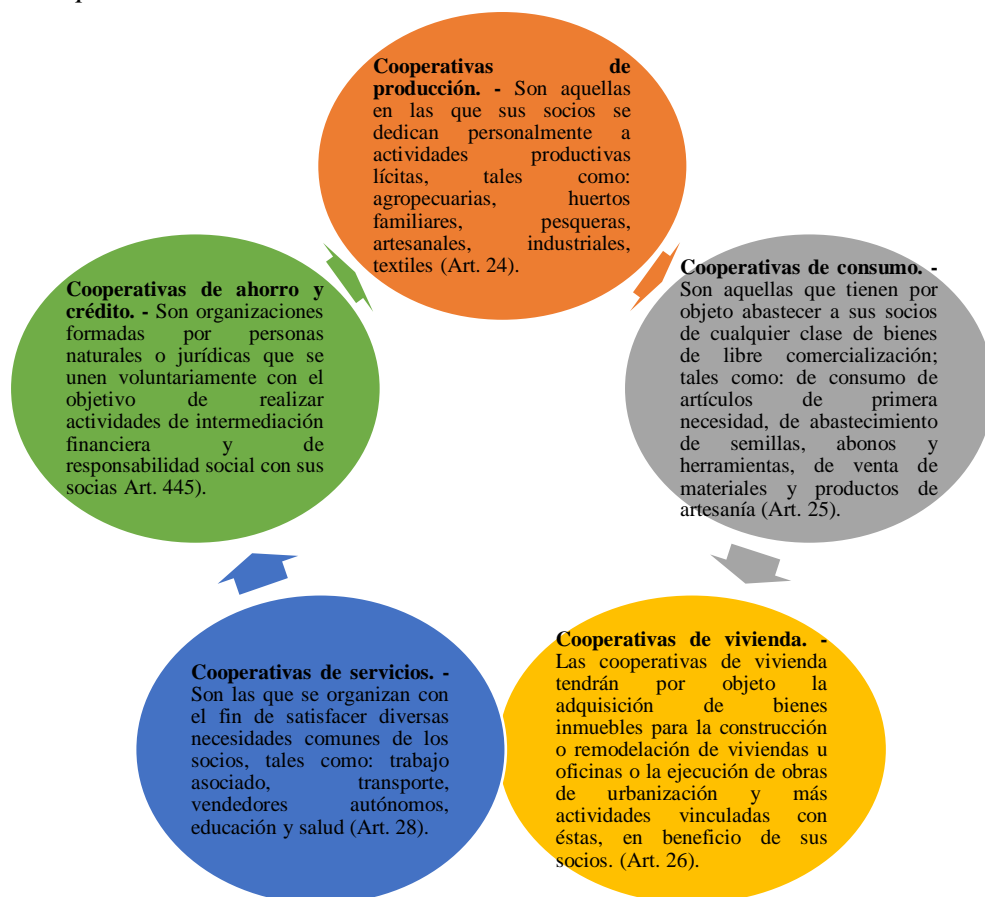 Cooperativas de
producción. - Son aquellas
en las que sus socios se
dedican personalmente a
actividades productivas
lícitas, tales como:
agropecuarias, huertos
familiares, pesqueras,
artesanales, industriales,
textiles (Art. 24).
Cooperativas de consumo. -
Son aquellas que tienen por
objeto abastecer a sus socios
de cualquier clase de bienes
de libre comercialización;
tales como: de consumo de
artículos de primera
necesidad, de abastecimiento
de semillas, abonos y
herramientas, de venta de
materiales y productos de
artesanía (Art. 25).
Cooperativas de vivienda. -
Las cooperativas de vivienda
tendrán por objeto la
adquisición de bienes
inmuebles para la construcción
o remodelación de viviendas u
oficinas o la ejecución de obras
de urbanización y más
actividades vinculadas con
éstas, en beneficio de sus
socios. (Art. 26).
Cooperativas de servicios. -
Son las que se organizan con
el fin de satisfacer diversas
necesidades comunes de los
socios, tales como: trabajo
asociado, transporte,
vendedores autónomos,
educación y salud (Art. 28).
Cooperativas de ahorro y
crédito. - Son organizaciones
formadas por personas
naturales o jurídicas que se
unen voluntariamente con el
objetivo de realizar
actividades de intermediación
financiera y de
responsabilidad social con sus
socias Art. 445).